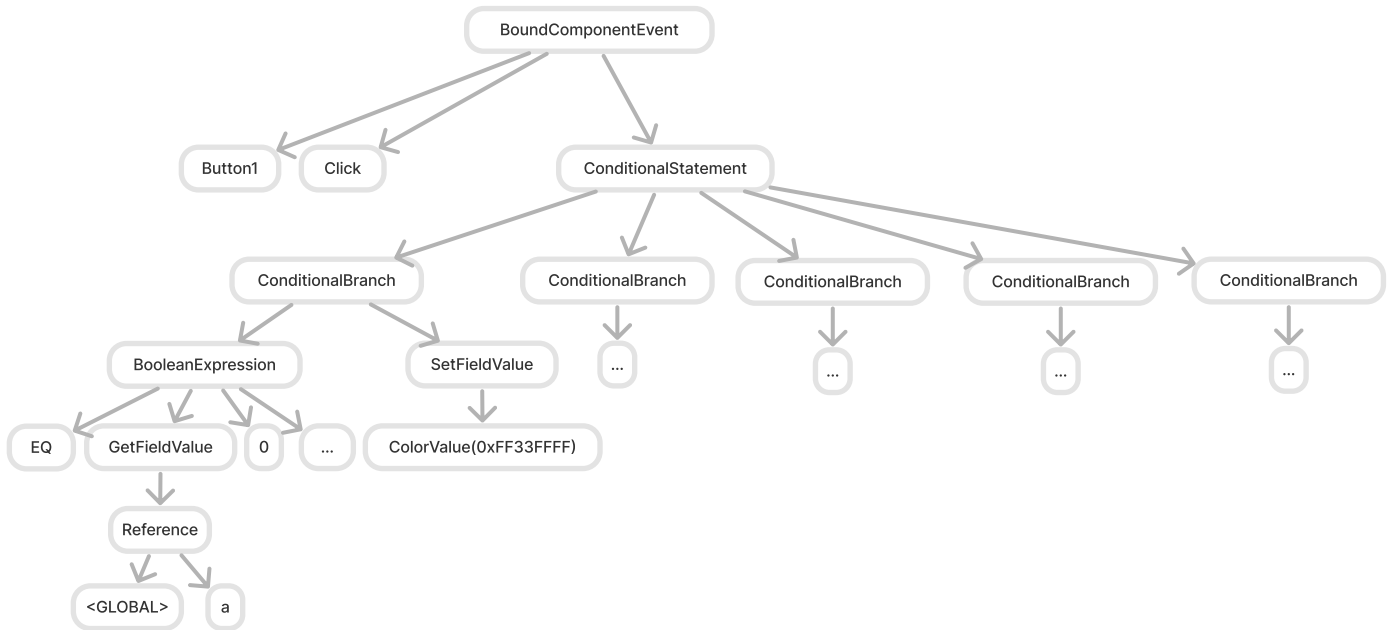 BoundComponentEvent
Button1
Click
ConditionalStatement
ConditionalBranch
ConditionalBranch
ConditionalBranch
ConditionalBranch
ConditionalBranch
BooleanExpression
SetFieldValue
...
...
...
...
EQ
GetFieldValue
0
...
ColorValue(0xFF33FFFF)
Reference
<GLOBAL>
a